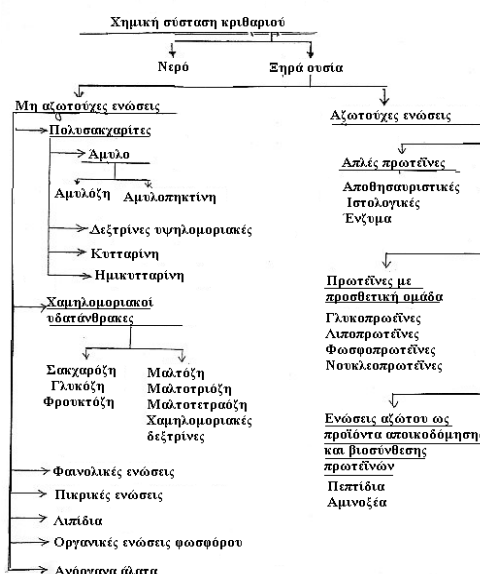 Χημική σύσταση κριθαριού
Νερό
Ξηρά ουσία
Μη αζωτούχες ενώσεις
Πολυσακχαρίτες
Άμυλο
Αμυλόζη
Αμυλοπηκτίνη
Δεξτρίνες υψηλομοριακές
Κυτταρίνη
Ημικυτταρίνη
Χαμηλομοριακοί
υδατάνθρακες
Σακχαρόζη
Γλυκόζη
Φρουκτόζη
Μαλτόζη
Μαλτοτριόζη
Μαλτοτετραόζη
Χαμηλομοριακές
δεξτρίνες
Φαινολικές ενώσεις
Πικρικές ενώσεις
Λιπίδια
Οργανικές ενώσεις φωσφόρου
Ανόργανα άλατα
Αζωτούχες ενώσεις
Απλές πρωτεΐνες
Αποθησαυριστικές
Ιστολογικές
Ένζυμα
Πρωτεΐνες με
προσθετική ομάδα
Γλυκοπρωεΐνες
Λιποπρωτεΐνες
Φωσφοπρωτεΐνες
Νουκλεοπρωτεΐνες
Ενώσεις αζώτου ως
προϊόντα αποικοδόμησης
και βιοσύνθεσης
πρωτεϊνών
Πεπτίδια
Αμινοξέα